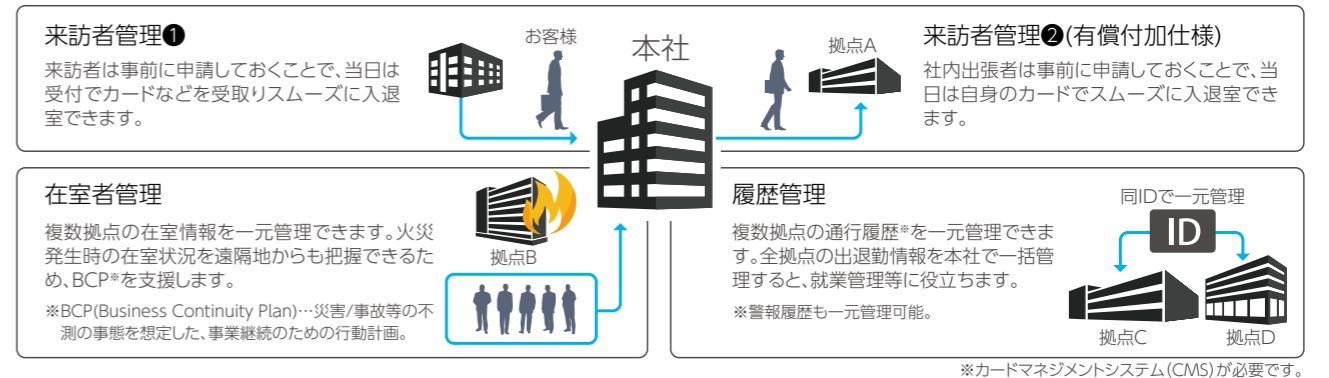 来訪者管理❶
来訪者は事前に申請しておくことで、当日は
受付でカードなどを受取りスムーズに入退
室できます。
お客様
本社
拠点A
来訪者管理❷(有償付加仕様)
社内出張者は事前に申請しておくことで、当
日は自身のカードでスムーズに入退室でき
ます。
在室者管理
複数拠点の在室情報を一元管理できます。火災
発生時の在室状況を遠隔地からも把握できるた
め、BCP※を支援します。
※BCP(Business Continuity Plan)…災害/事故等の不
測の事態を想定した、事業継続のための行動計画。
拠点B
履歴管理
複数拠点の通行履歴※を一元管理できま
す。全拠点の出退勤情報を本社で一括管
理すると、就業管理等に役立ちます。
※警報履歴も一元管理可能。
同IDで一元管理
ID
拠点C
拠点D
※カードマネジメントシステム(CMS)が必要です。